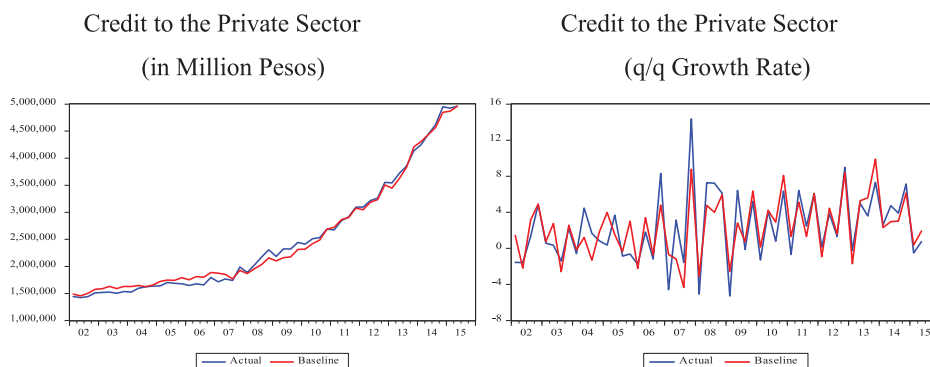 Credit to the Private Sector
(in Million Pesos)
5,000,000
4,500,000
4,000,000
3,500,000
3,000,000
2,500,000
2,000,000
1,500,000
1,000,000
02 03 04 05 06 07 08 09 10 11 12 13 14 15
Actual Baseline
Credit to the Private Sector
(q/q Growth Rate)
16
12
8
4
0
-4
-8
02 03 04 05 06 07 08 09 10 11 12 13 14 15
Actual Baseline